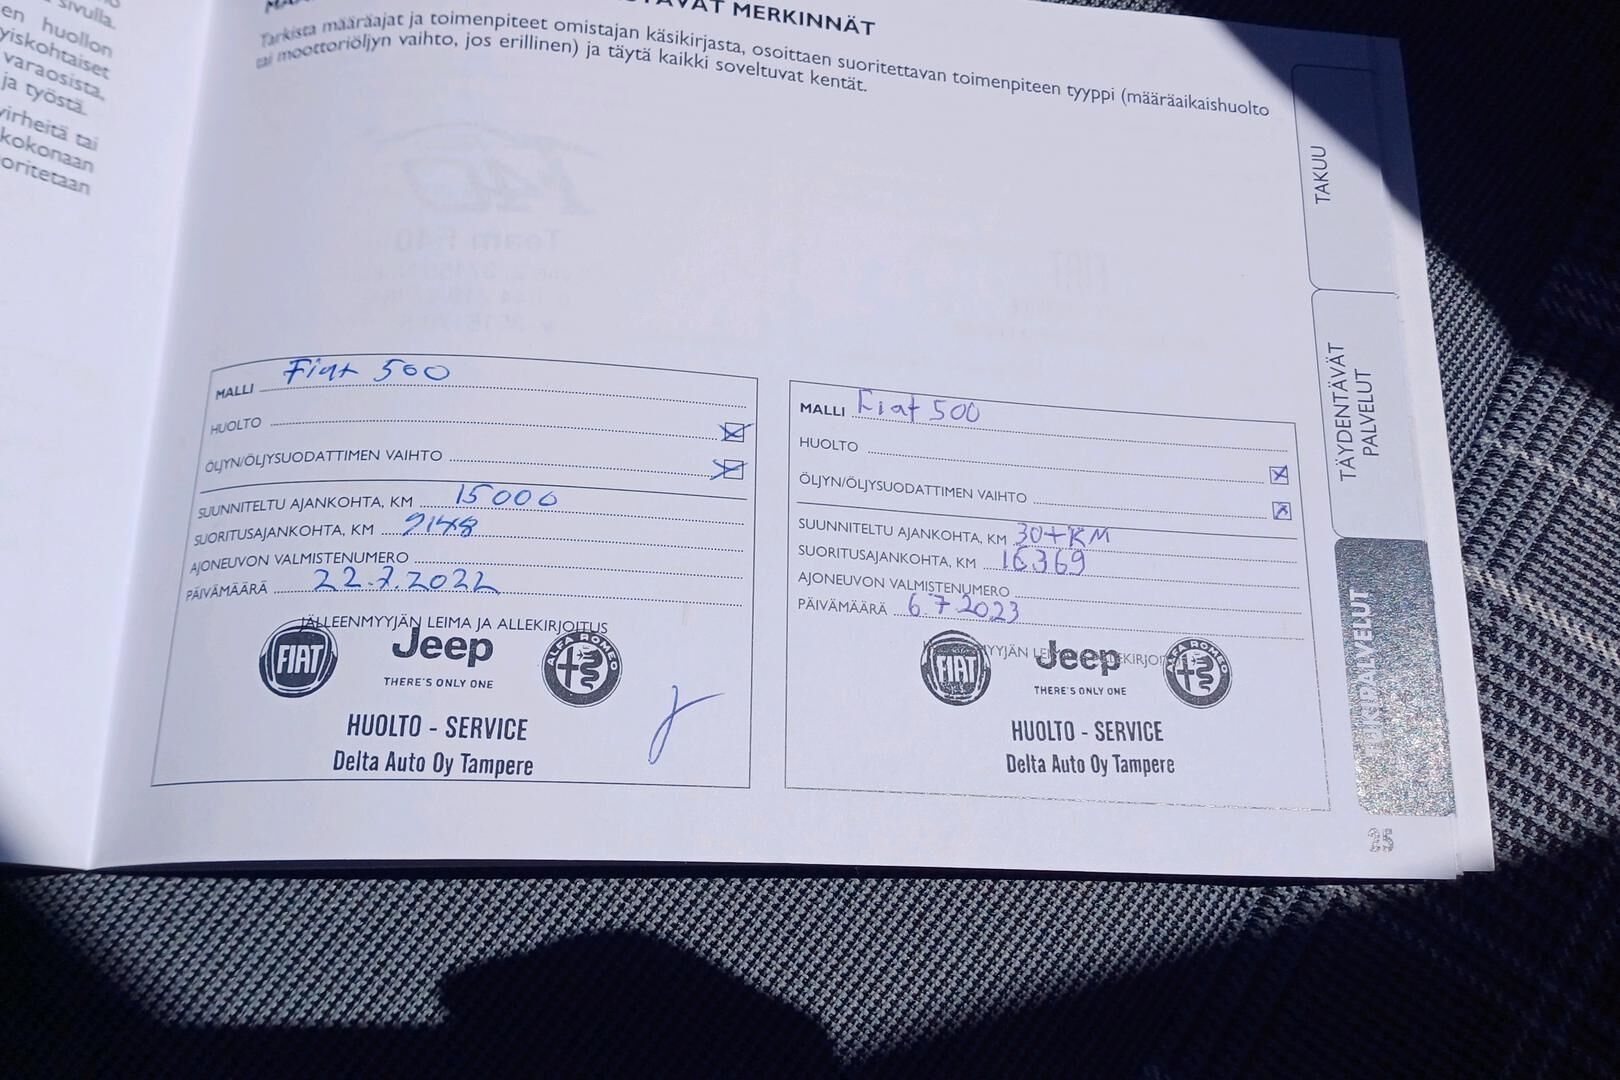 sivulla.
en huollon
yiskohtaiset
varaosista,
ja työstä.
virheitä tai
kokonaan
oritetaan
MERKINNÄT
Tarkista määräajat ja toimenpiteet omistajan käsikirjasta, osoittaen suoritettavan toimenpiteen tyyppi (määräaikaishuolto
tai moottoriöljyn vaihto, jos erillinen) ja täytä kaikki soveltuvat kentät.
MALLI Fiat 500
HUOLTO
ÖLJYN/ÖLJYSUODATTIMEN VAIHTO
SUUNNITELTU AJANKOHTA, KM 15000
SUORITUSAJANKOHTA, KM 9148
AJONEUVON VALMISTENUMERO
PÄIVÄMÄÄRÄ 22.7.2022
JÄLLEENMYYJÄN LEIMA JA ALLEKIRJOITUS
FIAT
Jeep
THERE'S ONLY ONE
ALFA ROMEO
HUOLTO - SERVICE
Delta Auto Oy Tampere
MALLI Fiat 500
HUOLTO
ÖLJYN/ÖLJYSUODATTIMEN VAIHTO
SUUNNITELTU AJANKOHTA, KM 30+KM
SUORITUSAJANKOHTA, KM 16369
AJONEUVON VALMISTENUMERO
PÄIVÄMÄÄRÄ 6.7 2023
FIAT
Jeep
THERE'S ONLY ONE
ALFA ROMEO
HUOLTO - SERVICE
Delta Auto Oy Tampere
TAKUU
TÄYDENTÄVÄT
PALVELUT
25